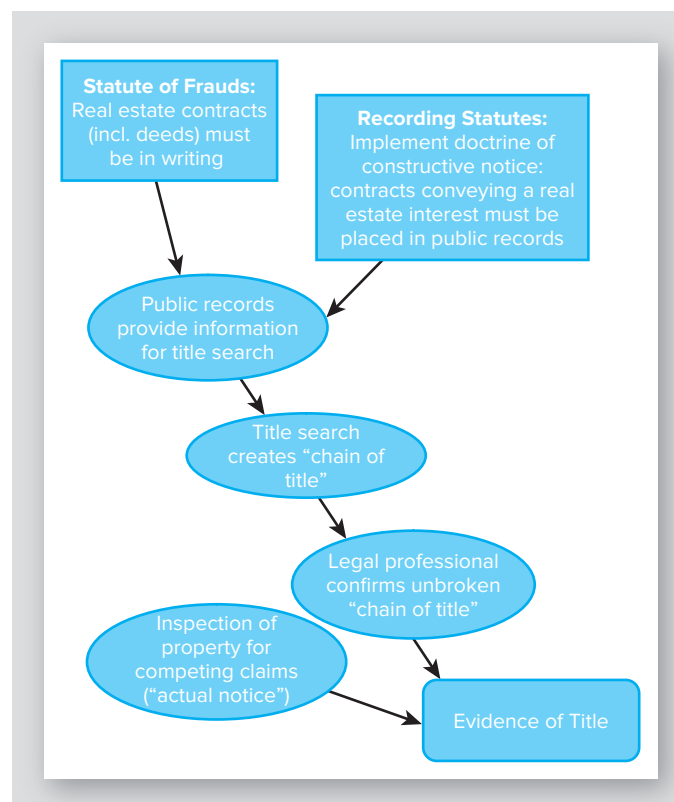 Statute of Frauds:
Real estate contracts
(incl. deeds) must
be in writing
Recording Statutes:
Implement doctrine of
constructive notice:
contracts conveying a real
estate interest must be
placed in public records
Public records
provide information
for title search
Title search
creates “chain of
title”
Legal professional
confirms unbroken
“chain of title”
Inspection of
property for
competing claims
(“actual notice”)
Evidence of Title